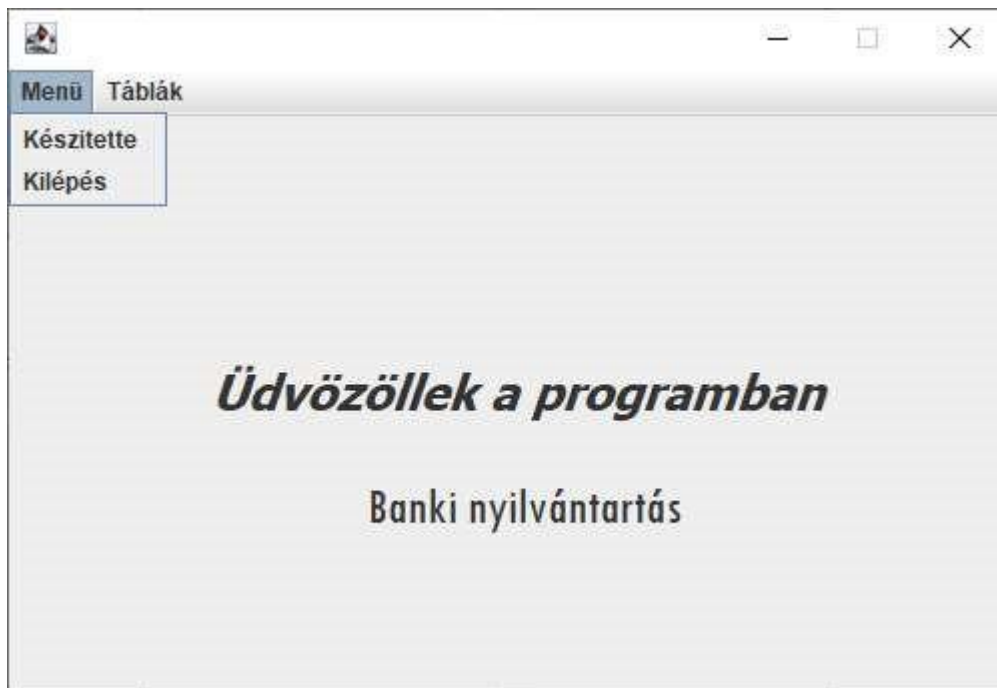 Menü Táblák
Készitette
Kilépés
Üdvözöllek a programban
Banki nyilvántartás